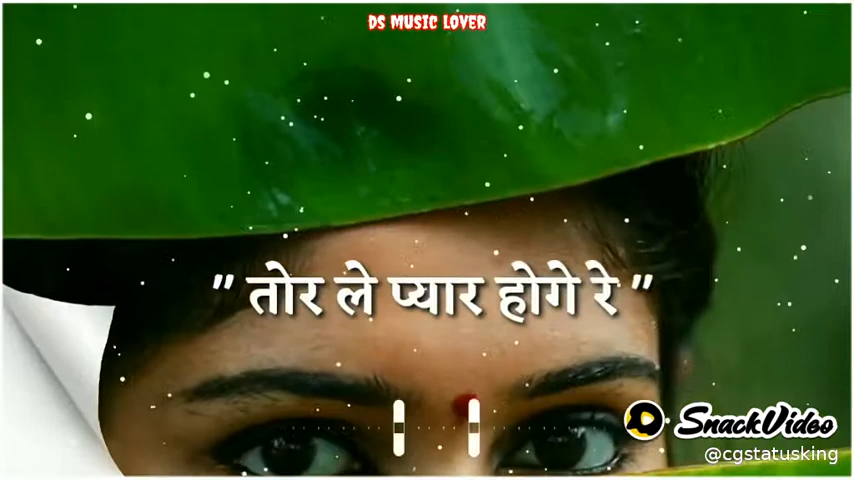 DS MUSIC LOVER
" तोर ले प्यार होगे रे "
SnackVideo
@cgstatusking